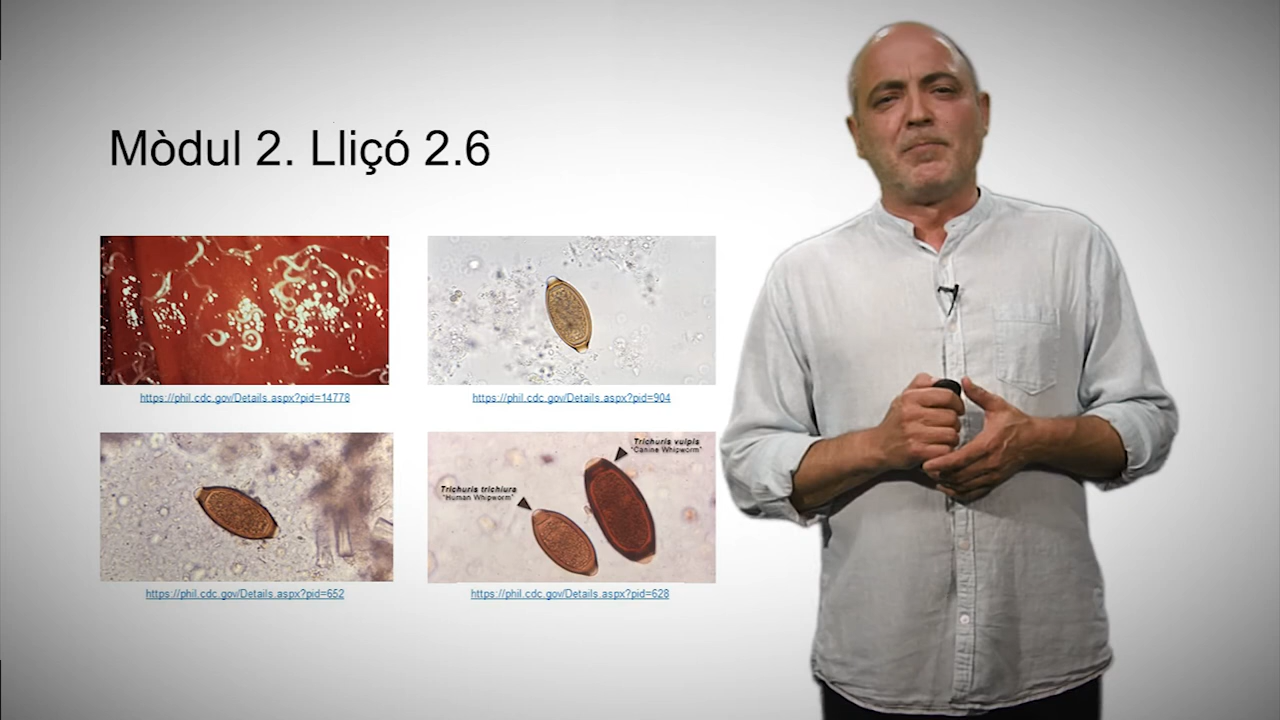 Mòdul 2. Lliçó 2.6
https://phil.cdc.gov/Details.aspx?pid=14778
https://phil.cdc.gov/Details.aspx?pid=904
Trichuris vulpis
"Canine Whipworm"
Trichuris trichiura
"Human Whipworm"
https://phil.cdc.gov/Details.aspx?pid=652
https://phil.cdc.gov/Details.aspx?pid=628